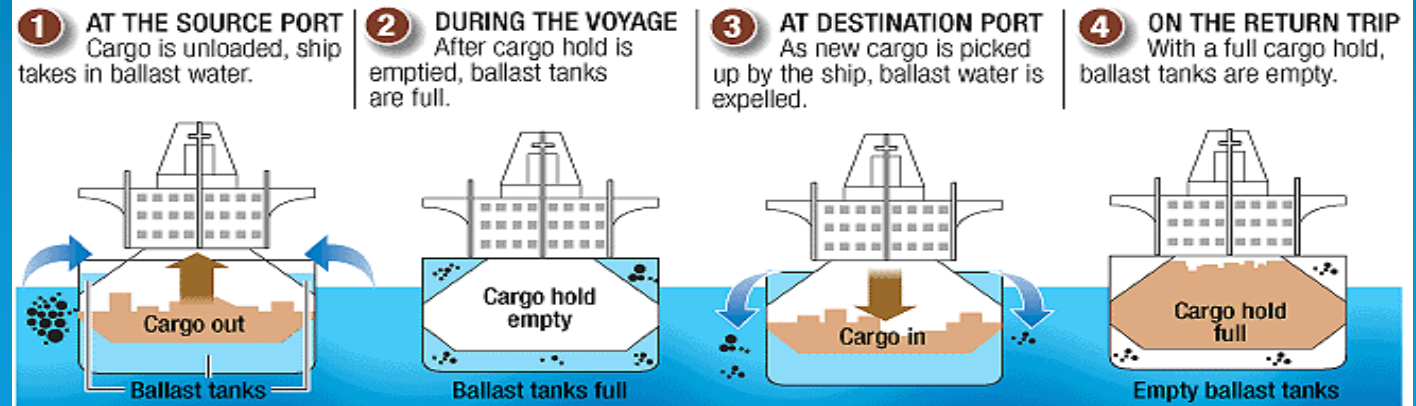 1 AT THE SOURCE PORT
Cargo is unloaded, ship
takes in ballast water.
2 DURING THE VOYAGE
After cargo hold is
emptied, ballast tanks
are full.
3 AT DESTINATION PORT
As new cargo is picked
up by the ship, ballast water is
expelled.
4 ON THE RETURN TRIP
With a full cargo hold,
ballast tanks are empty.
Cargo out
Ballast tanks
Cargo hold
empty
Ballast tanks full
Cargo in
Cargo hold
full
Empty ballast tanks